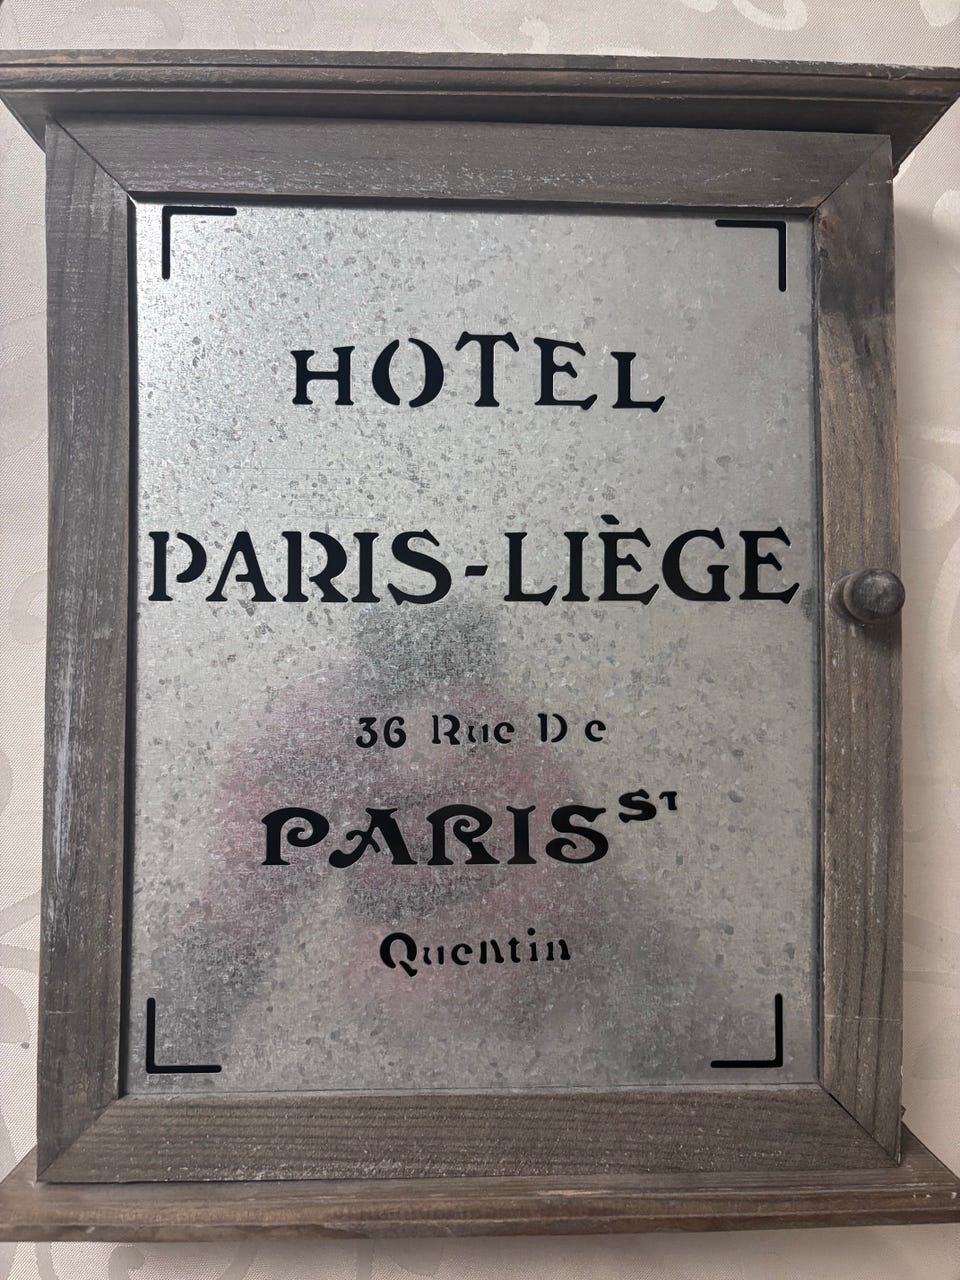 HOTEL
PARIS-LIÈGE
36 Rue De
PARIS ST
Quentin